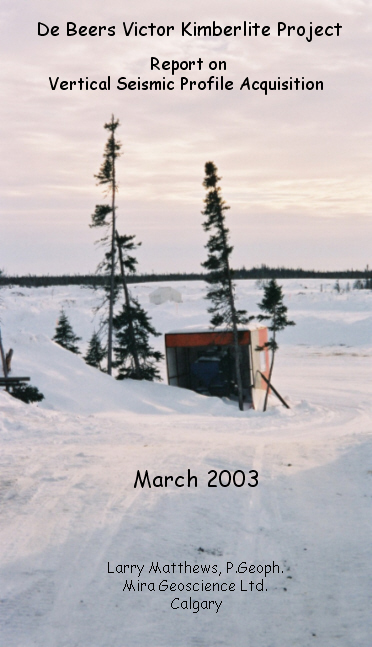 De Beers Victor Kimberlite Project
Report on
Vertical Seismic Profile Acquisition
March 2003
Larry Matthews, P.Geoph.
Mira Geoscience Ltd.
Calgary